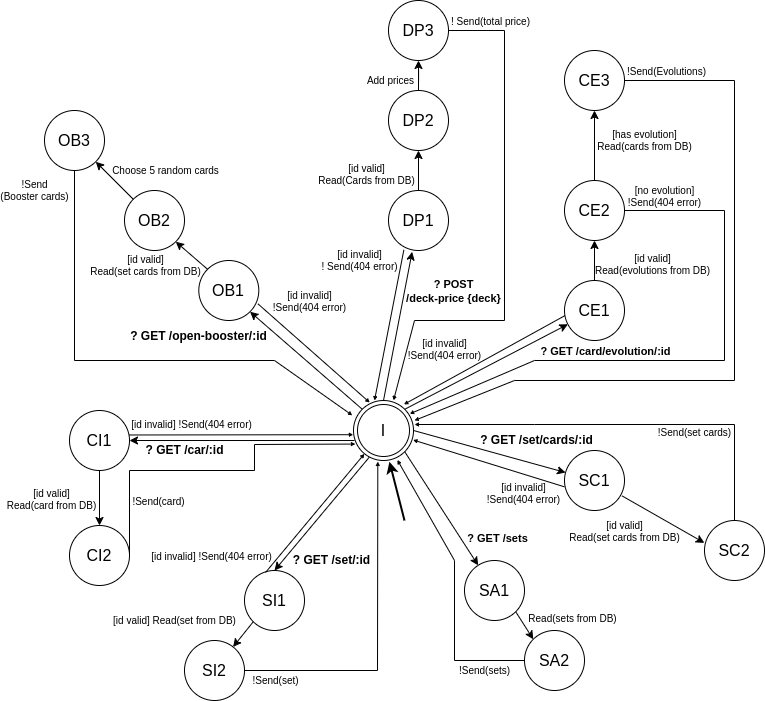 DP3
! Send(total price)
Add prices
DP2
[id valid]
Read(Cards from DB)
DP1
[id invalid]
! Send(404 error)
? POST
/deck-price {deck}
CE3
!Send(Evolutions)
[has evolution]
Read(cards from DB)
CE2
[no evolution]
!Send(404 error)
[id valid]
Read(evolutions from DB)
CE1
[id invalid]
!Send(404 error)
? GET /card/evolution/:id
OB3
!Send
(Booster cards)
Choose 5 random cards
OB2
[id valid]
Read(set cards from DB)
OB1
[id invalid]
!Send(404 error)
? GET /open-booster/:id
I
CI1
[id invalid] !Send(404 error)
? GET /car/:id
[id valid]
Read(card from DB)
!Send(card)
CI2
? GET /set/cards/:id
!Send(set cards)
SC1
[id invalid]
!Send(404 error)
[id valid]
Read(set cards from DB)
SC2
[id invalid] !Send(404 error)
? GET /set/:id
SI1
[id valid] Read(set from DB)
SI2
!Send(set)
? GET /sets
SA1
Read(sets from DB)
SA2
!Send(sets)